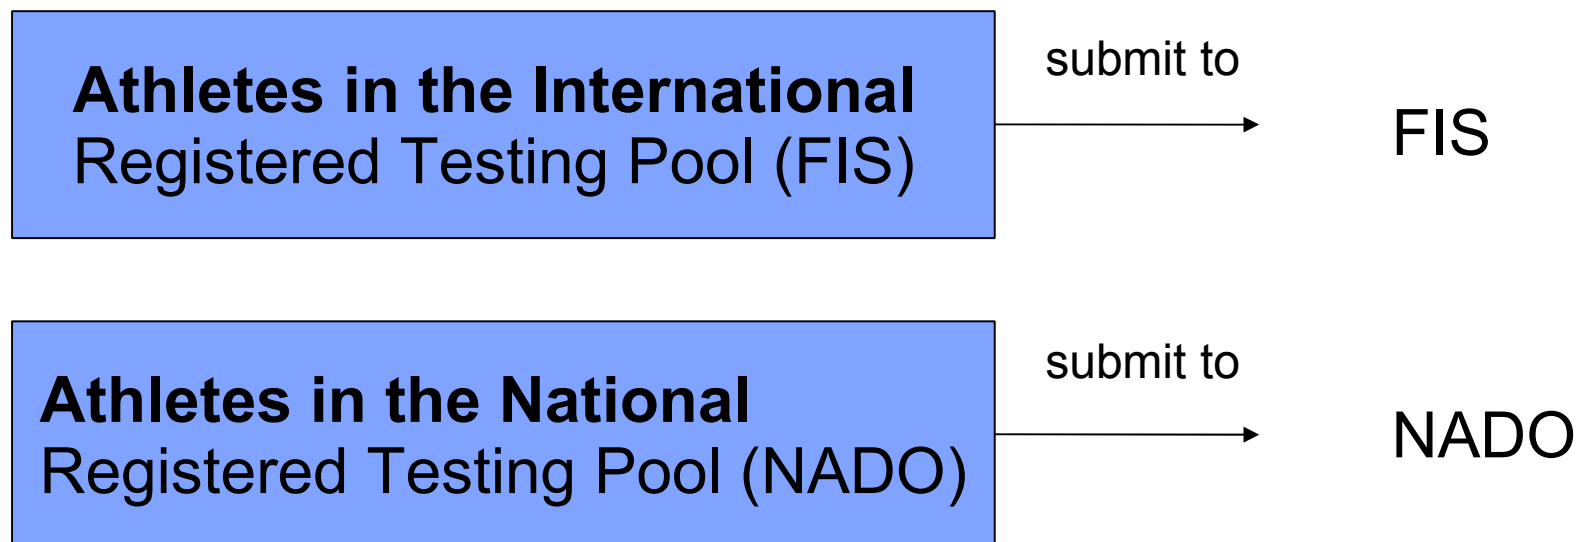 Athletes in the International
Registered Testing Pool (FIS)
submit to
FIS
Athletes in the National
Registered Testing Pool (NADO)
submit to
NADO